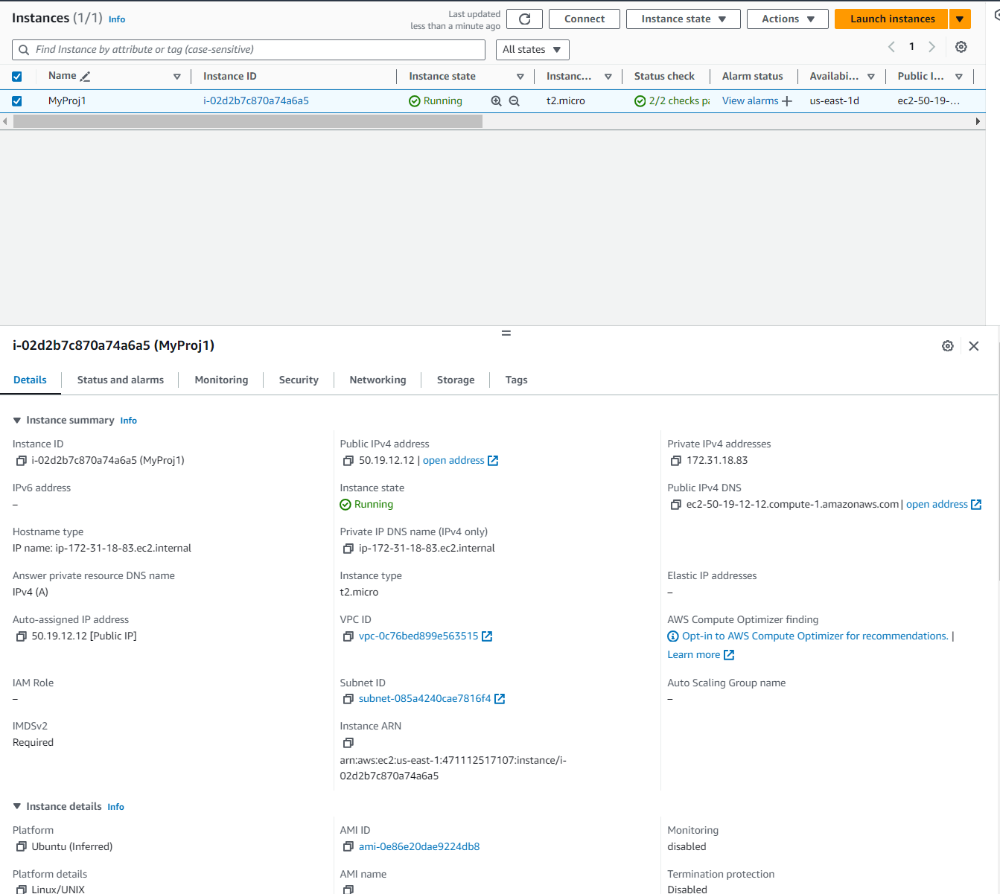 Instances (1/1) Info
Last updated
less than a minute ago
Connect
Instance state
Actions
Launch instances
Find Instance by attribute or tag (case-sensitive)
All states
1
Name Instance ID Instance state Instanc... Status check Alarm status Availabi... Public I...
MyProj1 i-02d2b7c870a74a6a5 Running t2.micro 2/2 checks pa View alarms + us-east-1d ec2-50-19-...
i-02d2b7c870a74a6a5 (MyProj1)
Details Status and alarms Monitoring Security Networking Storage Tags
Instance summary Info
Instance ID
i-02d2b7c870a74a6a5 (MyProj1)
Public IPv4 address
50.19.12.12 | open address
Private IPv4 addresses
172.31.18.83
IPv6 address
–
Instance state
Running
Public IPv4 DNS
ec2-50-19-12-12.compute-1.amazonaws.com | open address
Hostname type
IP name: ip-172-31-18-83.ec2.internal
Private IP DNS name (IPv4 only)
ip-172-31-18-83.ec2.internal
Answer private resource DNS name
IPv4 (A)
Instance type
t2.micro
Elastic IP addresses
–
Auto-assigned IP address
50.19.12.12 [Public IP]
VPC ID
vpc-0c76bed899e563515
AWS Compute Optimizer finding
Opt-in to AWS Compute Optimizer for recommendations. |
Learn more
IAM Role
–
Subnet ID
subnet-085a4240cae7816f4
Auto Scaling Group name
–
IMDSv2
Required
Instance ARN
arn:aws:ec2:us-east-1:471112517107:instance/i-
02d2b7c870a74a6a5
Instance details Info
Platform
Ubuntu (Inferred)
AMI ID
ami-0e86e20dae9224db8
Monitoring
disabled
Platform details
Linux/UNIX
AMI name
Termination protection
Disabled